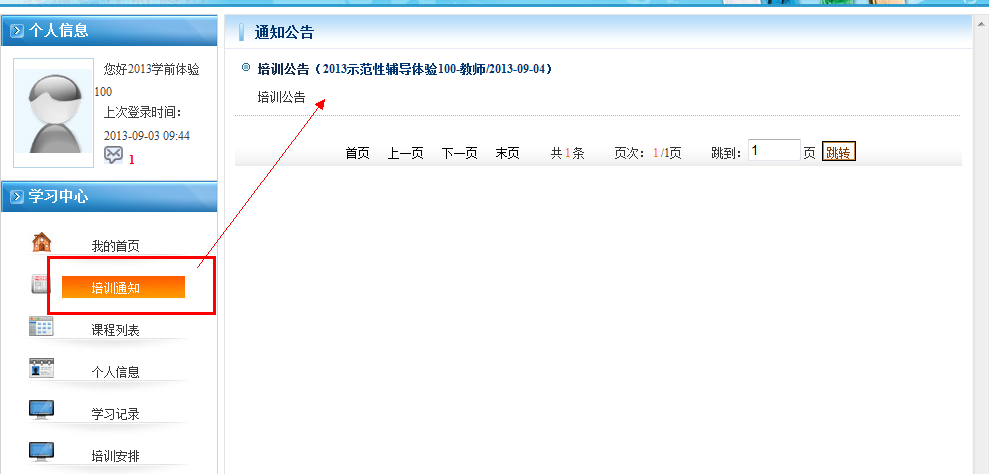 个人信息
您好2013学前体验
100
上次登录时间：
2013-09-03 09:44
1
学习中心
我的首页
培训通知
课程列表
个人信息
学习记录
培训安排
通知公告
培训公告（2013示范性辅导体验100-教师/2013-09-04）
培训公告
首页 上一页 下一页 末页 共1条 页次：1/1页 跳到：1 页 跳转